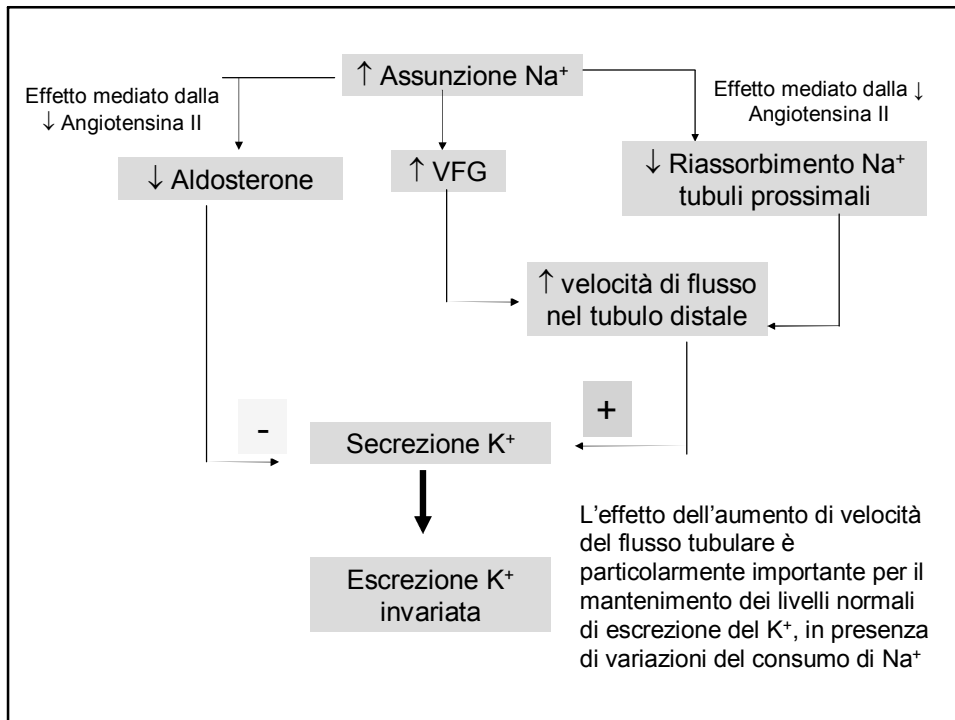 ↑ Assunzione Na⁺
Effetto mediato dalla
↓ Angiotensina II
Effetto mediato dalla ↓
Angiotensina II
↓ Aldosterone
↑ VFG
↓ Riassorbimento Na⁺
tubuli prossimali
↑ velocità di flusso
nel tubulo distale
-
+
Secrezione K⁺
Escrezione K⁺
invariata
L'effetto dell'aumento di velocità
del flusso tubulare è
particolarmente importante per il
mantenimento dei livelli normali
di escrezione del K⁺, in presenza
di variazioni del consumo di Na⁺